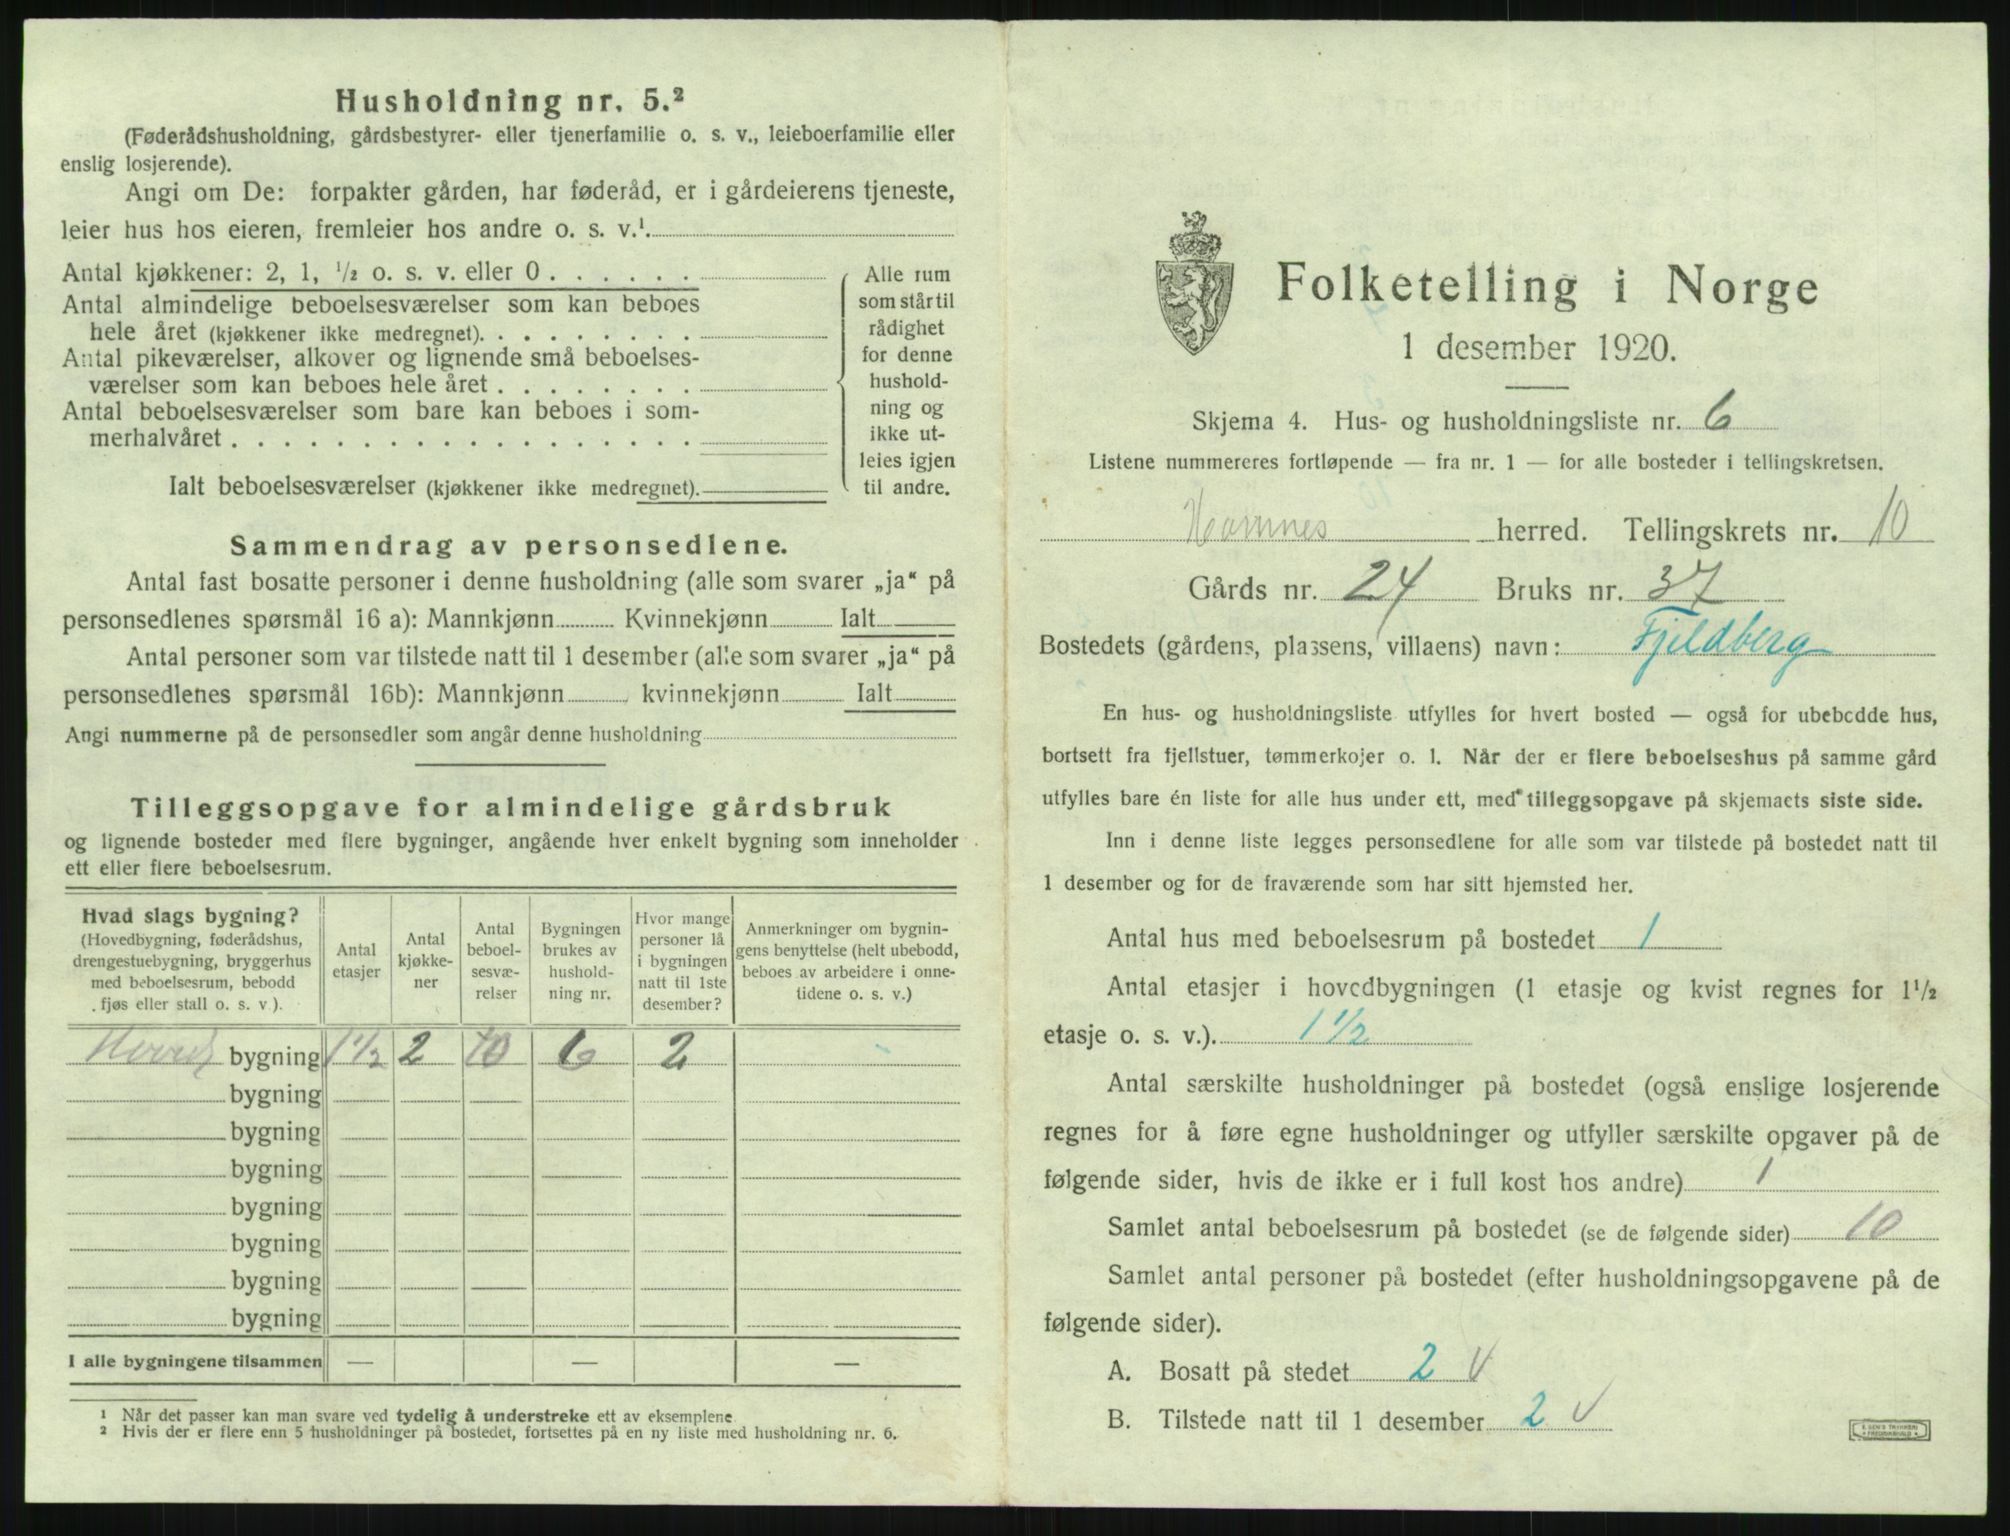 Husholdning nr. 5.²
(Føderådshusholdning, gårdsbestyrer- eller tjenerfamilie o. s. v., leieboerfamilie eller
enslig losjerende).
Angi om De: forpakter gården, har føderåd, er i gårdeierens tjeneste,
leier hus hos eieren, fremleier hos andre o. s. v.¹
Antal kjøkkener: 2, 1, ½ o. s. v. eller 0 . . . . . .
Antal almindelige beboelsesværelser som kan beboes
hele året (kjøkkener ikke medregnet). . . . . . . . .
Antal pikeværelser, alkover og lignende små beboelses-
værelser som kan beboes hele året . . . . . . . .
Antal beboelsesværelser som bare kan beboes i som-
merhalvåret . . . . . . . . . . . . . . . . . .
Ialt beboelsesværelser (kjøkkener ikke medregnet).
Alle rum
som står til
rådighet
for denne
hushold-
ning og
ikke ut-
leies igjen
til andre.
Sammendrag av personsedlene.
Antal fast bosatte personer i denne husholdning (alle som svarer „ja“ på
personsedlenes spørsmål 16 a): Mannkjønn Kvinnekjønn Ialt
Antal personer som var tilstede natt til 1 desember (alle som svarer „ja“ på
personsedlenes spørsmål 16b): Mannkjønn kvinnekjønn Ialt
Angi nummerne på de personsedler som angår denne husholdning
Tilleggsopgave for almindelige gårdsbruk
og lignende bosteder med flere bygninger, angående hver enkelt bygning som inneholder
ett eller flere beboelsesrum.
Hvad slags bygning?
(Hovedbygning, føderådshus,
drengestuebygning, bryggerhus
med beboelsesrum, bebodd
fjøs eller stall o. s. v ).
Antal
etasjer
Antal
kjøkke-
ner
Antal
beboel-
sesvæ-
relser
Bygningen
brukes av
hushold-
ning nr.
Hvor mange
personer lå
i bygningen
natt til 1ste
desember?
Anmerkninger om bygnin-
gens benyttelse (helt ubebodd,
beboes av arbeidere i onne-
tidene o. s. v.)
Hoved bygning 1½ 2 10 6 2
bygning
bygning
bygning
bygning
bygning
bygning
bygning
I alle bygningene tilsammen — — —
¹ Når det passer kan man svare ved tydelig å understreke ett av eksemplene
² Hvis der er flere enn 5 husholdninger på bostedet, fortsettes på en ny liste med husholdning nr. 6.
Folketelling i Norge
1 desember 1920.
Skjema 4. Hus- og husholdningsliste nr. 6
Listene nummereres fortløpende — fra nr. 1 — for alle bosteder i tellingskretsen.
Hamnes herred. Tellingskrets nr. 10
Gårds nr. 24 Bruks nr. 37
Bostedets (gårdens, plassens, villaens) navn: Fjeldberg
En hus- og husholdningsliste utfylles for hvert bosted — også for ubebodde hus,
bortsett fra fjellstuer, tømmerkojer o. l. Når der er flere beboelseshus på samme gård
utfylles bare én liste for alle hus under ett, med tilleggsopgave på skjemaets siste side.
Inn i denne liste legges personsedlene for alle som var tilstede på bostedet natt til
1 desember og for de fraværende som har sitt hjemsted her.
Antal hus med beboelsesrum på bostedet 1
Antal etasjer i hovedbygningen (1 etasje og kvist regnes for 1½
etasje o. s. v.). 1½
Antal særskilte husholdninger på bostedet (også enslige losjerende
regnes for å føre egne husholdninger og utfyller særskilte opgaver på de
følgende sider, hvis de ikke er i full kost hos andre) 1
Samlet antal beboelsesrum på bostedet (se de følgende sider) 10
Samlet antal personer på bostedet (efter husholdningsopgavene på de
følgende sider).
A. Bosatt på stedet 2 V
B. Tilstede natt til 1 desember 2 V